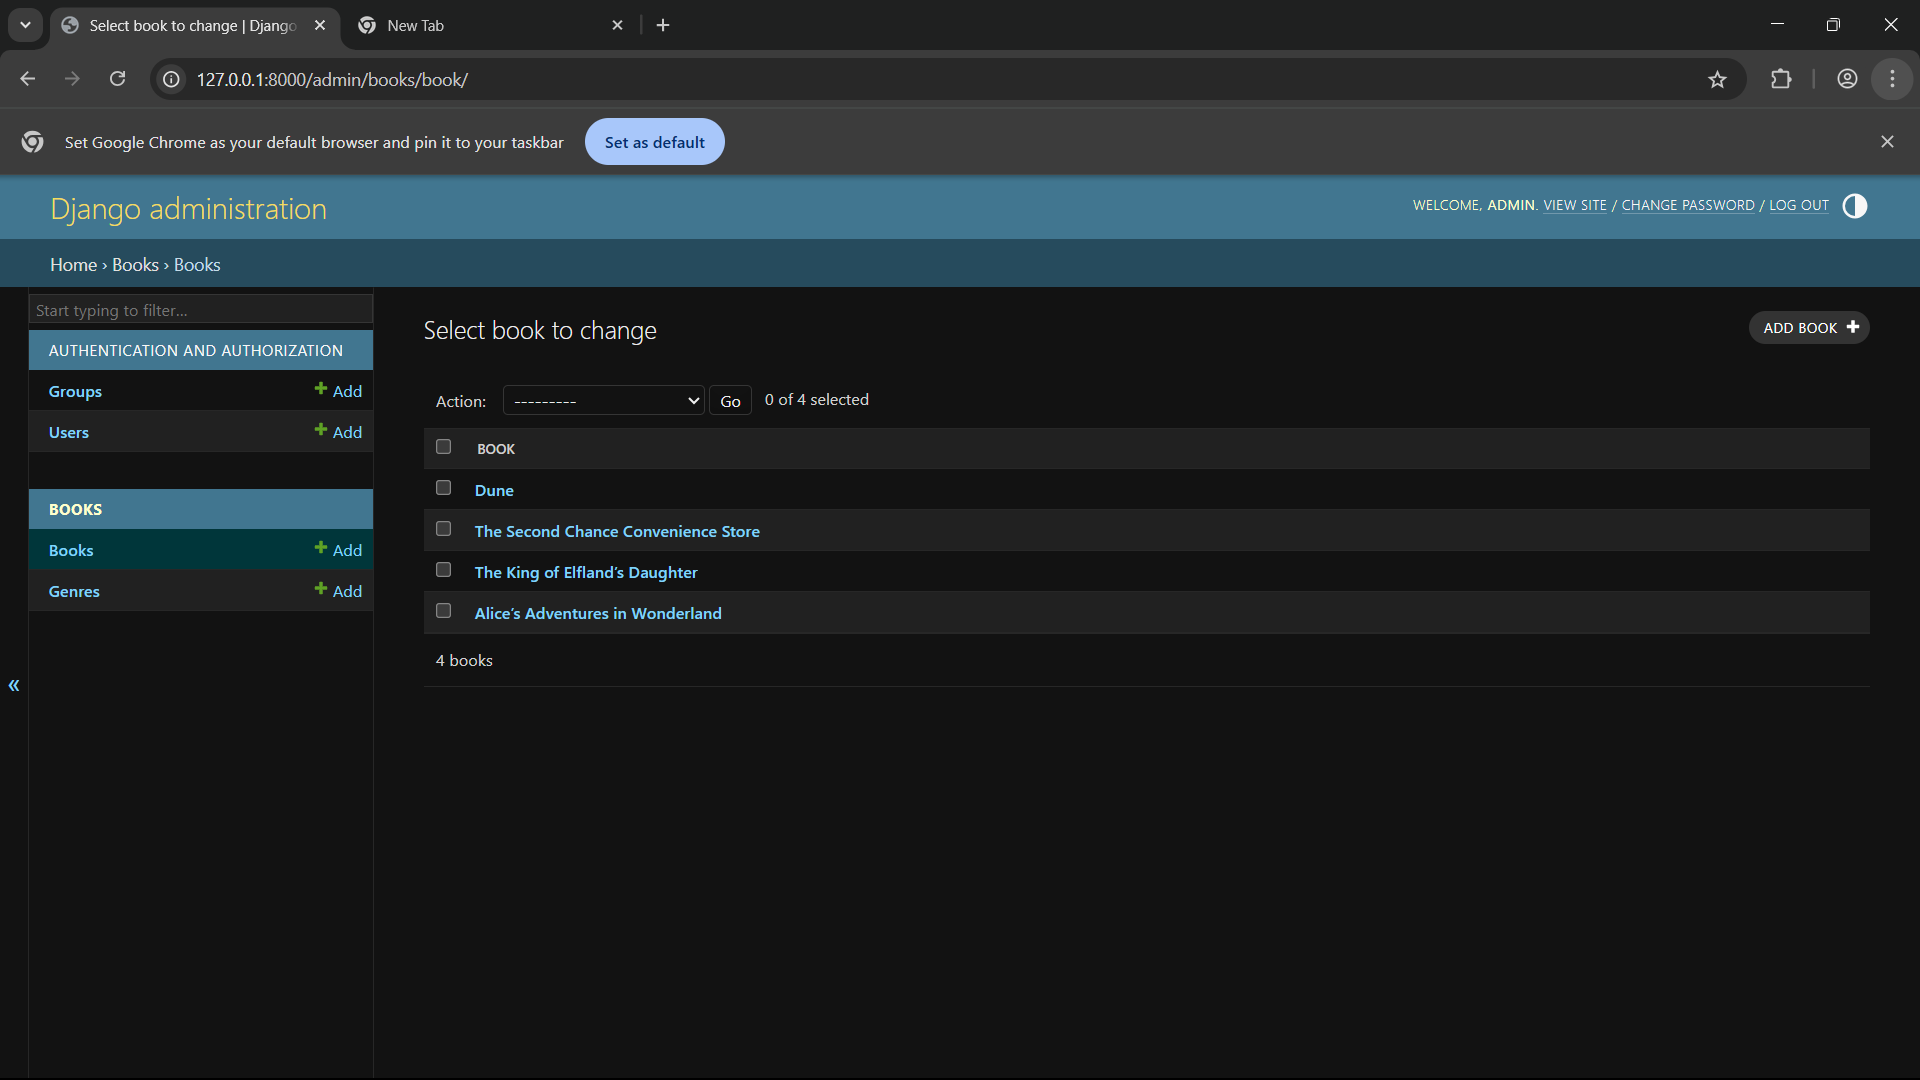 Select book to change | Django
New Tab
127.0.0.1:8000/admin/books/book/
Set Google Chrome as your default browser and pin it to your taskbar
Set as default
Django administration
WELCOME, ADMIN. VIEW SITE / CHANGE PASSWORD / LOG OUT
Home › Books › Books
Start typing to filter...
AUTHENTICATION AND AUTHORIZATION
Groups
Add
Users
Add
BOOKS
Books
Add
Genres
Add
«
Select book to change
ADD BOOK
Action:
---------
Go
0 of 4 selected
BOOK
Dune
The Second Chance Convenience Store
The King of Elfland’s Daughter
Alice’s Adventures in Wonderland
4 books